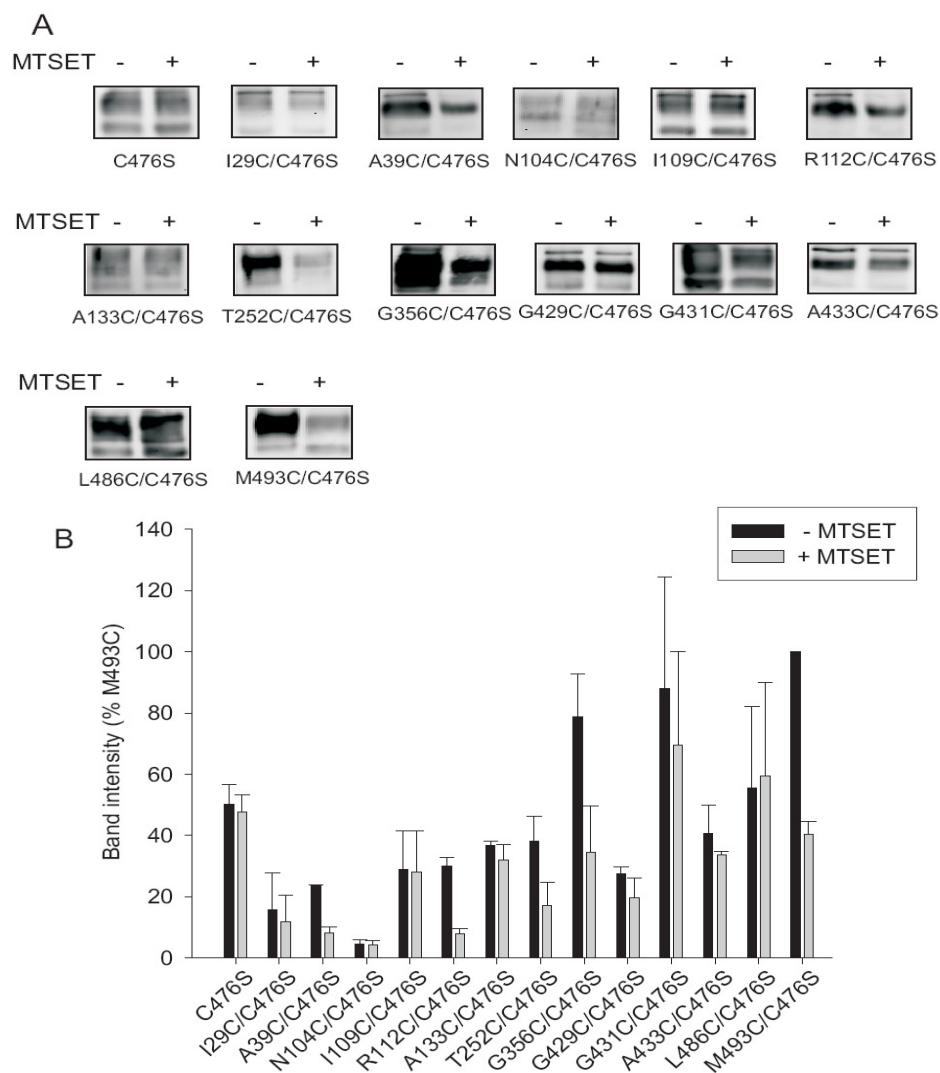 A
MTSET - + - + - + - + - + - +
C476S I29C/C476S A39C/C476S N104C/C476S I109C/C476S R112C/C476S
MTSET - + - + - + - + - + - +
A133C/C476S T252C/C476S G356C/C476S G429C/C476S G431C/C476S A433C/C476S
MTSET - + - +
L486C/C476S M493C/C476S
B
- MTSET
+ MTSET
Band intensity (% M493C)
140
120
100
80
60
40
20
0
C476S
I29C/C476S
A39C/C476S
N104C/C476S
I109C/C476S
R112C/C476S
A133C/C476S
T252C/C476S
G356C/C476S
G429C/C476S
G431C/C476S
A433C/C476S
L486C/C476S
M493C/C476S